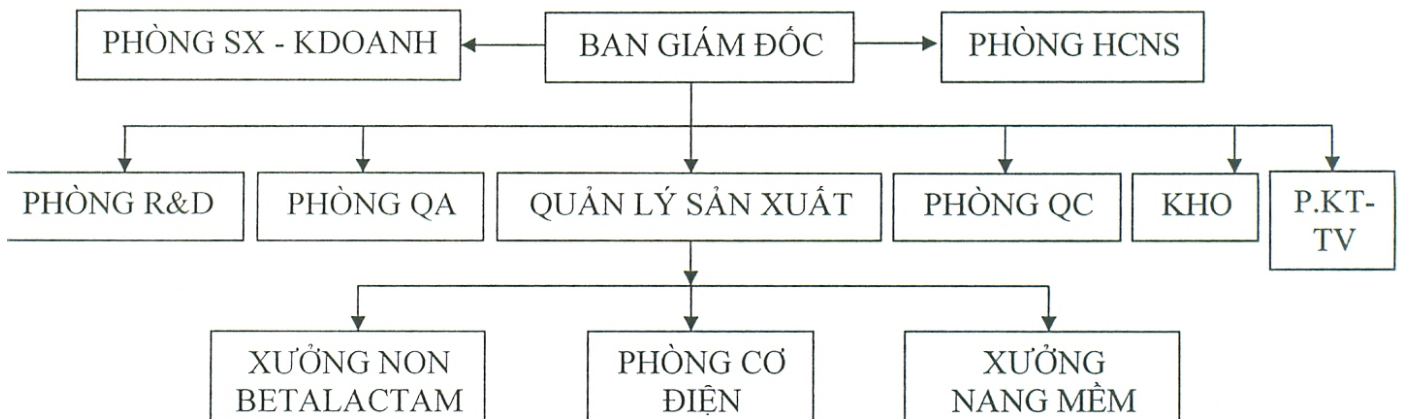 PHÒNG SX - KDOANH
BAN GIÁM ĐỐC
PHÒNG HCNS
PHÒNG R&D
PHÒNG QA
QUẢN LÝ SẢN XUẤT
PHÒNG QC
KHO
P.KT-
TV
XƯỞNG NON
BETALACTAM
PHÒNG CƠ
ĐIỆN
XƯỞNG
NANG MỀM